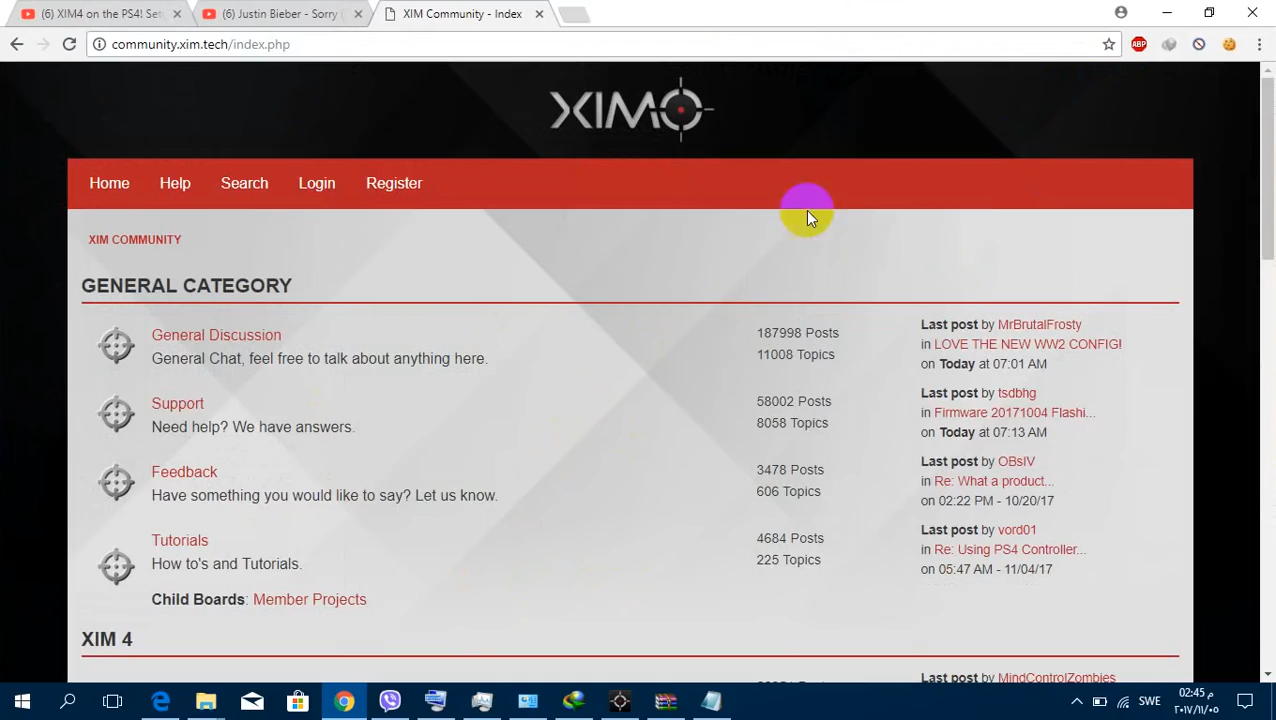 (6) XIM4 on the PS4! Setu
(6) Justin Bieber - Sorry (
XIM Community - Index
community.xim.tech/index.php
ABP
XIM
Home Help Search Login Register
XIM COMMUNITY
GENERAL CATEGORY
General Discussion
General Chat, feel free to talk about anything here.
187998 Posts
11008 Topics
Last post by MrBrutalFrosty
in LOVE THE NEW WW2 CONFIG!
on Today at 07:01 AM
Support
Need help? We have answers.
58002 Posts
8058 Topics
Last post by tsdbhg
in Firmware 20171004 Flashi...
on Today at 07:13 AM
Feedback
Have something you would like to say? Let us know.
3478 Posts
606 Topics
Last post by OBsIV
in Re: What a product...
on 02:22 PM - 10/20/17
Tutorials
How to's and Tutorials.
Child Boards: Member Projects
4684 Posts
225 Topics
Last post by vord01
in Re: Using PS4 Controller...
on 05:47 AM - 11/04/17
XIM 4
Last post by MindControlZombies
SWE
02:45 م
٢٠١٧/١١/٠٥